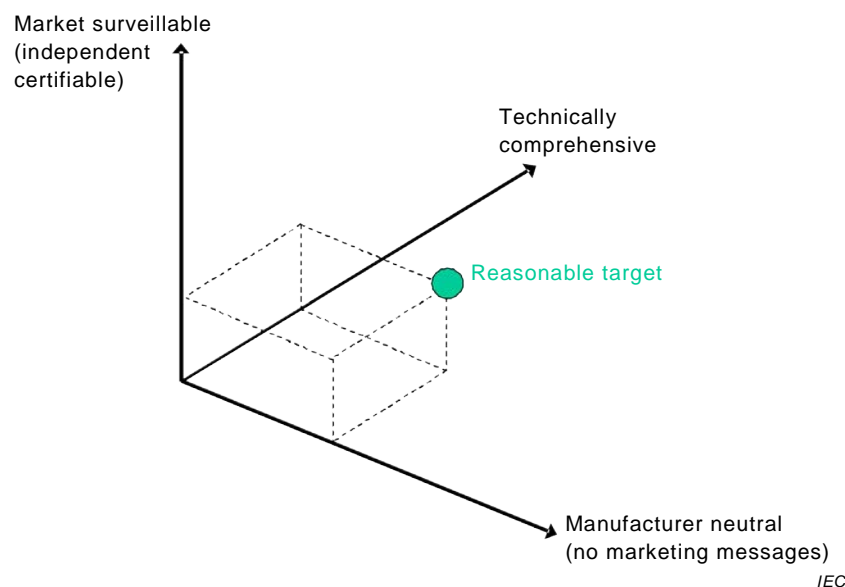 Market surveillable
(independent
certifiable)
Technically
comprehensive
Reasonable target
Manufacturer neutral
(no marketing messages)
IEC